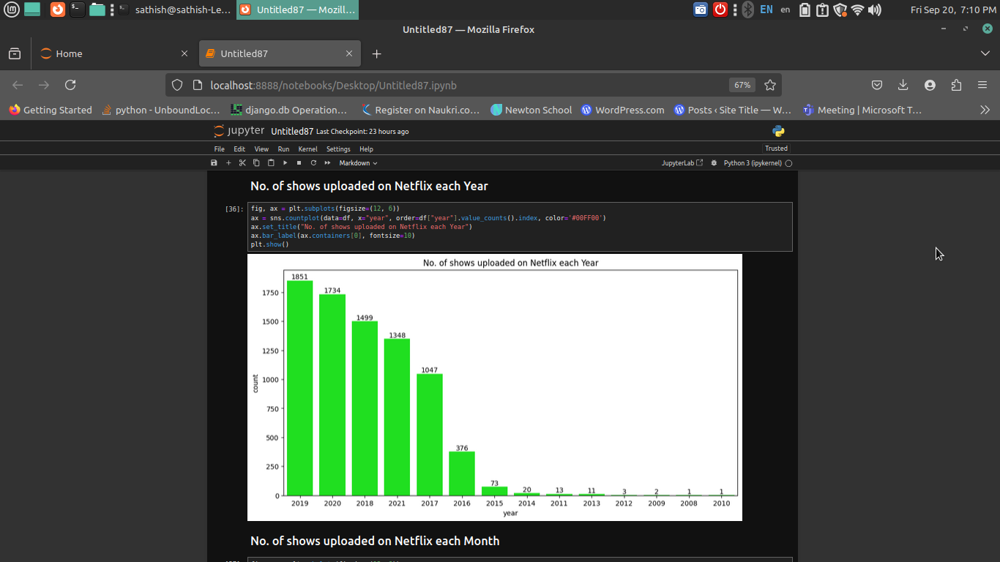 sathish@sathish-Le...
Untitled87 — Mozill...
EN
en
Fri Sep 20, 7:10 PM
Untitled87 — Mozilla Firefox
Home
Untitled87
localhost:8888/notebooks/Desktop/Untitled87.ipynb
67%
Getting Started
python - UnboundLoc...
django.db Operation...
Register on Naukri.co...
Newton School
WordPress.com
Posts ‹ Site Title — W...
Meeting | Microsoft T...
jupyter
Untitled87 Last Checkpoint: 23 hours ago
File Edit View Run Kernel Settings Help
Trusted
Markdown
JupyterLab
Python 3 (ipykernel)
No. of shows uploaded on Netflix each Year
[36]:
fig, ax = plt.subplots(figsize=(12, 6))
ax = sns.countplot(data=df, x="year", order=df["year"].value_counts().index, color='#00FF00')
ax.set_title("No. of shows uploaded on Netflix each Year")
ax.bar_label(ax.containers[0], fontsize=10)
plt.show()
No. of shows uploaded on Netflix each Year
1851
1734
1499
1348
1047
376
73
20
13
11
3
2
1
1
1750
1500
1250
1000
750
500
250
0
count
2019 2020 2018 2021 2017 2016 2015 2014 2011 2013 2012 2009 2008 2010
year
No. of shows uploaded on Netflix each Month